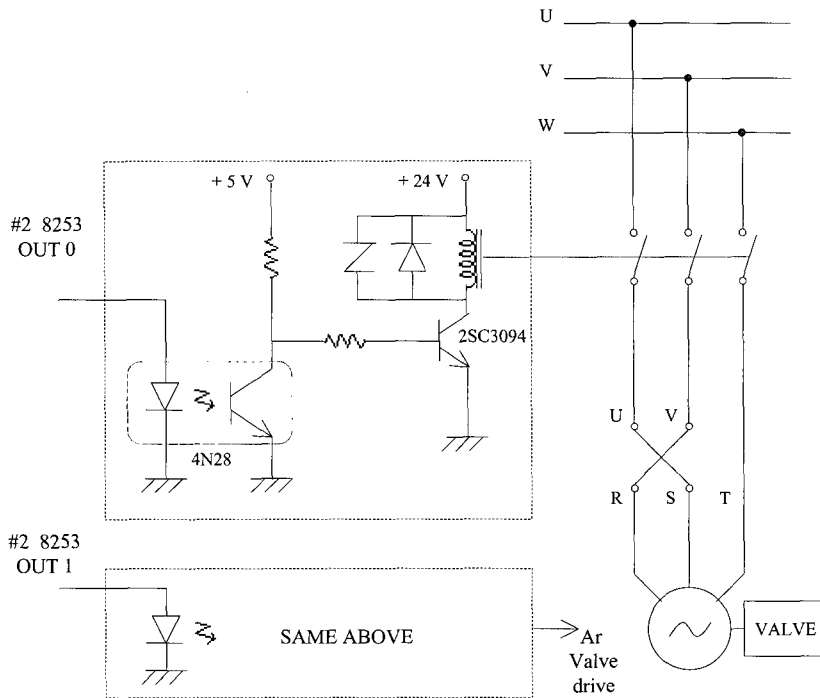 U
V
W
+ 5 V
+ 24 V
#2 8253
OUT 0
2SC3094
4N28
U V
R S T
#2 8253
OUT 1
SAME ABOVE
Ar
Valve
drive
VALVE